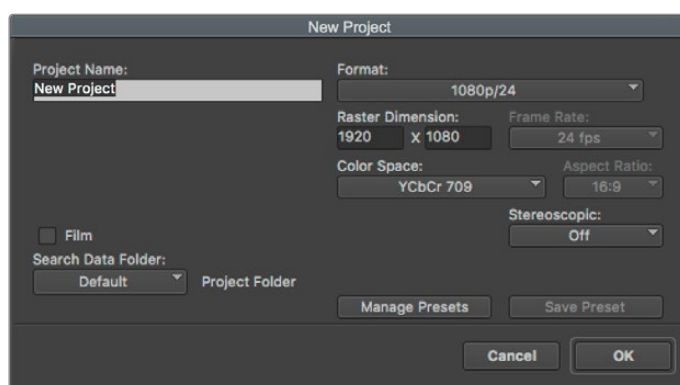 New Project
Project Name:
New Project
Format:
1080p/24
Raster Dimension:
1920 X 1080
Frame Rate:
24 fps
Color Space:
YCbCr 709
Aspect Ratio:
16:9
Stereoscopic:
Off
Film
Search Data Folder:
Default
Project Folder
Manage Presets
Save Preset
Cancel
OK